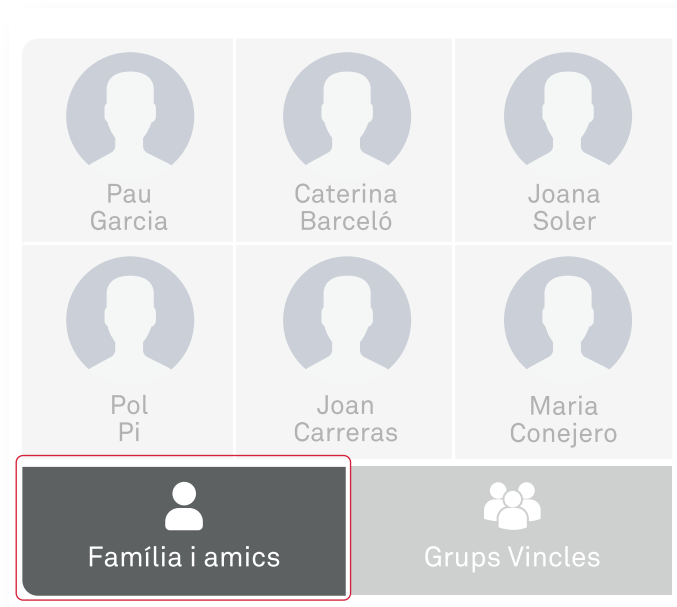 Pau
Garcia
Caterina
Barceló
Joana
Soler
Pol
Pi
Joan
Carreras
Maria
Conejero
Família i amics
Grups Vincles